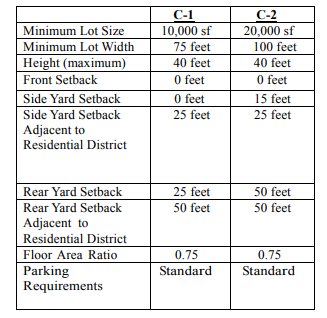 C-1 C-2
Minimum Lot Size 10,000 sf 20,000 sf
Minimum Lot Width 75 feet 100 feet
Height (maximum) 40 feet 40 feet
Front Setback 0 feet 0 feet
Side Yard Setback 0 feet 15 feet
Side Yard Setback 25 feet 25 feet
Adjacent to
Residential District
Rear Yard Setback 25 feet 50 feet
Rear Yard Setback 50 feet 50 feet
Adjacent to
Residential District
Floor Area Ratio 0.75 0.75
Parking Standard Standard
Requirements